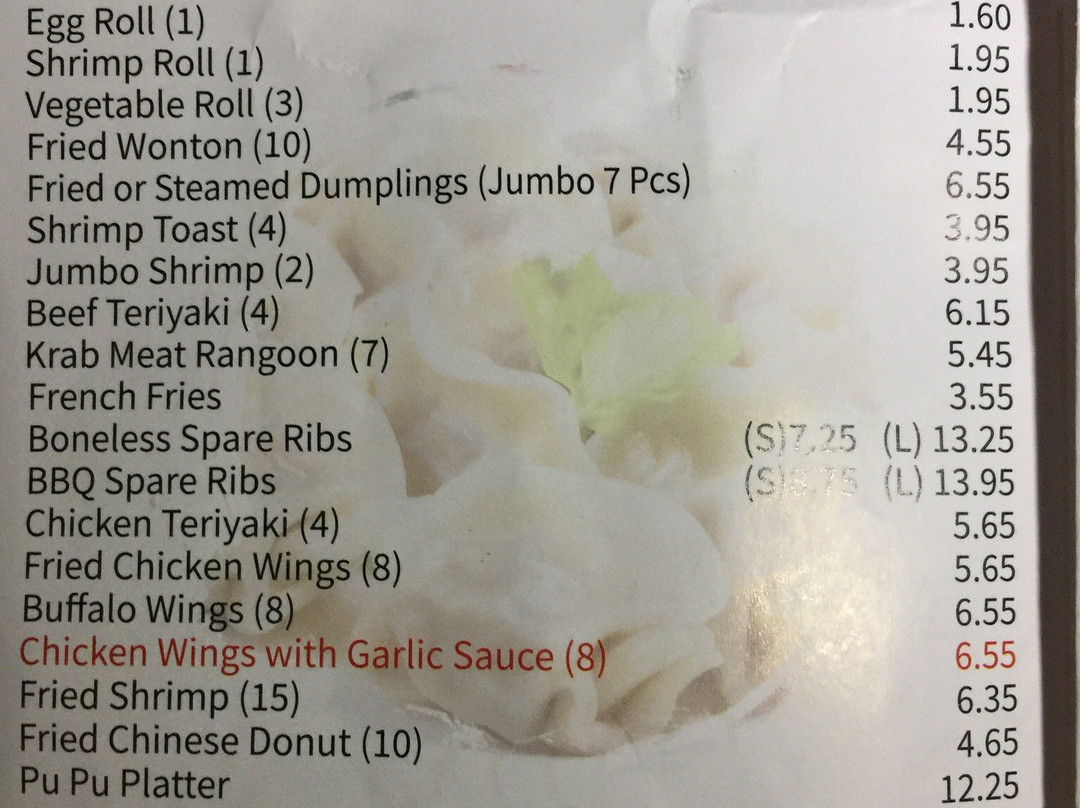 Egg Roll (1) 1.60
Shrimp Roll (1) 1.95
Vegetable Roll (3) 1.95
Fried Wonton (10) 4.55
Fried or Steamed Dumplings (Jumbo 7 Pcs) 6.55
Shrimp Toast (4) 3.95
Jumbo Shrimp (2) 3.95
Beef Teriyaki (4) 6.15
Krab Meat Rangoon (7) 5.45
French Fries 3.55
Boneless Spare Ribs (S)7.25 (L) 13.25
BBQ Spare Ribs (S) (L) 13.95
Chicken Teriyaki (4) 5.65
Fried Chicken Wings (8) 5.65
Buffalo Wings (8) 6.55
Chicken Wings with Garlic Sauce (8) 6.55
Fried Shrimp (15) 6.35
Fried Chinese Donut (10) 4.65
Pu Pu Platter 12.25